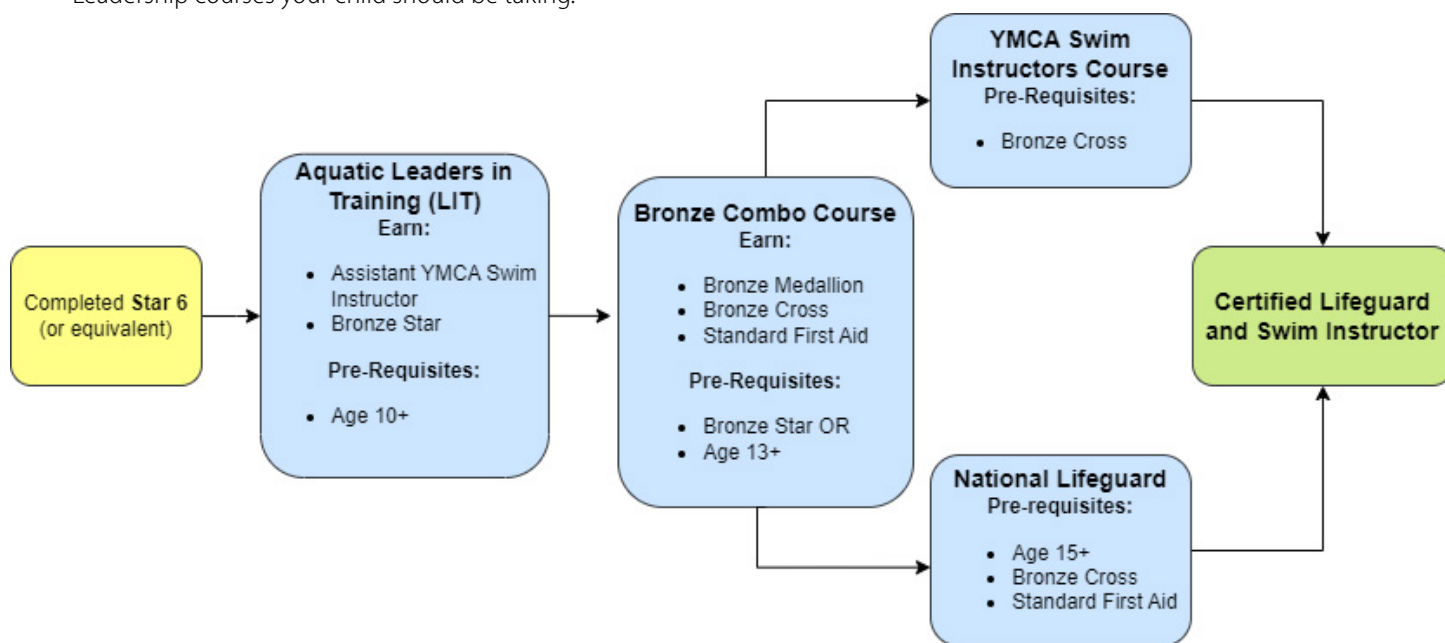 Leadership courses your child should be taking.
Completed Star 6
(or equivalent)
Aquatic Leaders in
Training (LIT)
Earn:
• Assistant YMCA Swim
Instructor
• Bronze Star
Pre-Requisites:
• Age 10+
Bronze Combo Course
Earn:
• Bronze Medallion
• Bronze Cross
• Standard First Aid
Pre-Requisites:
• Bronze Star OR
• Age 13+
YMCA Swim
Instructors Course
Pre-Requisites:
• Bronze Cross
National Lifeguard
Pre-requisites:
• Age 15+
• Bronze Cross
• Standard First Aid
Certified Lifeguard
and Swim Instructor